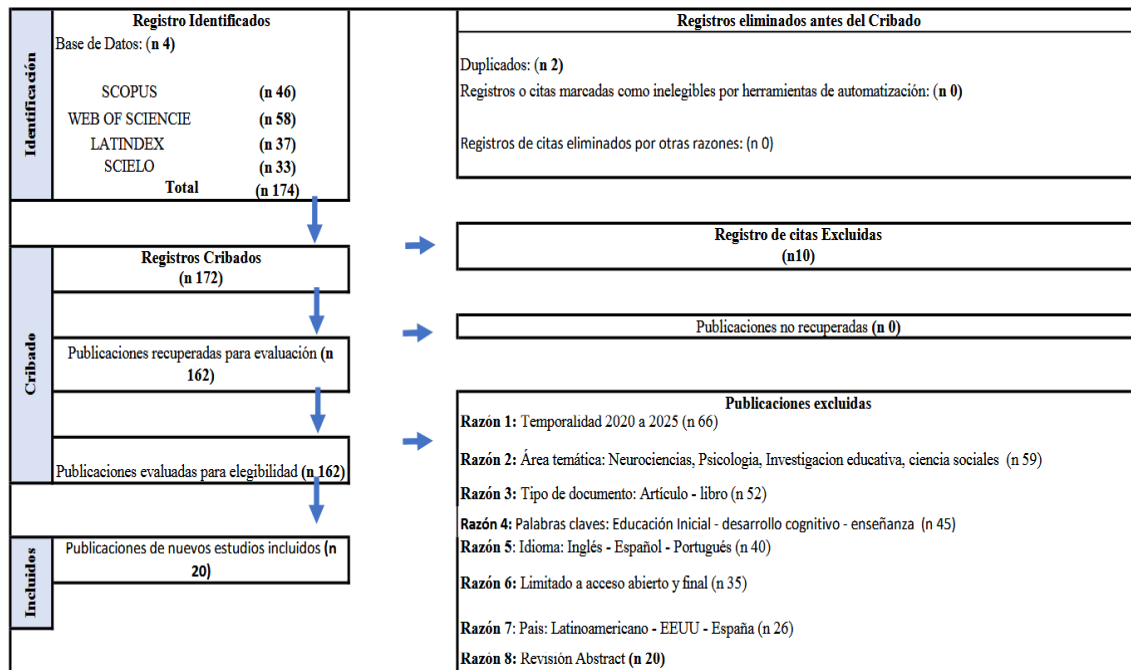 Identificación
Registro Identificados
Base de Datos: (n 4)
SCOPUS (n 46)
WEB OF SCIENCIE (n 58)
LATINDEX (n 37)
SCIELO (n 33)
Total (n 174)
Registros eliminados antes del Cribado
Duplicados: (n 2)
Registros o citas marcadas como inelegibles por herramientas de automatización: (n 0)
Registros de citas eliminados por otras razones: (n 0)
Cribado
Registros Cribados
(n 172)
Registro de citas Excluidas
(n10)
Publicaciones recuperadas para evaluación (n
162)
Publicaciones no recuperadas (n 0)
Publicaciones evaluadas para elegibilidad (n 162)
Publicaciones excluidas
Razón 1: Temporalidad 2020 a 2025 (n 66)
Razón 2: Área temática: Neurociencias, Psicologia, Investigacion educativa, ciencia sociales (n 59)
Razón 3: Tipo de documento: Artículo - libro (n 52)
Razón 4: Palabras claves: Educación Inicial - desarrollo cognitivo - enseñanza (n 45)
Razón 5: Idioma: Inglés - Español - Portugués (n 40)
Razón 6: Limitado a acceso abierto y final (n 35)
Razón 7: Pais: Latinoamericano - EEUU - España (n 26)
Razón 8: Revisión Abstract (n 20)
Incluidos
Publicaciones de nuevos estudios incluidos (n
20)